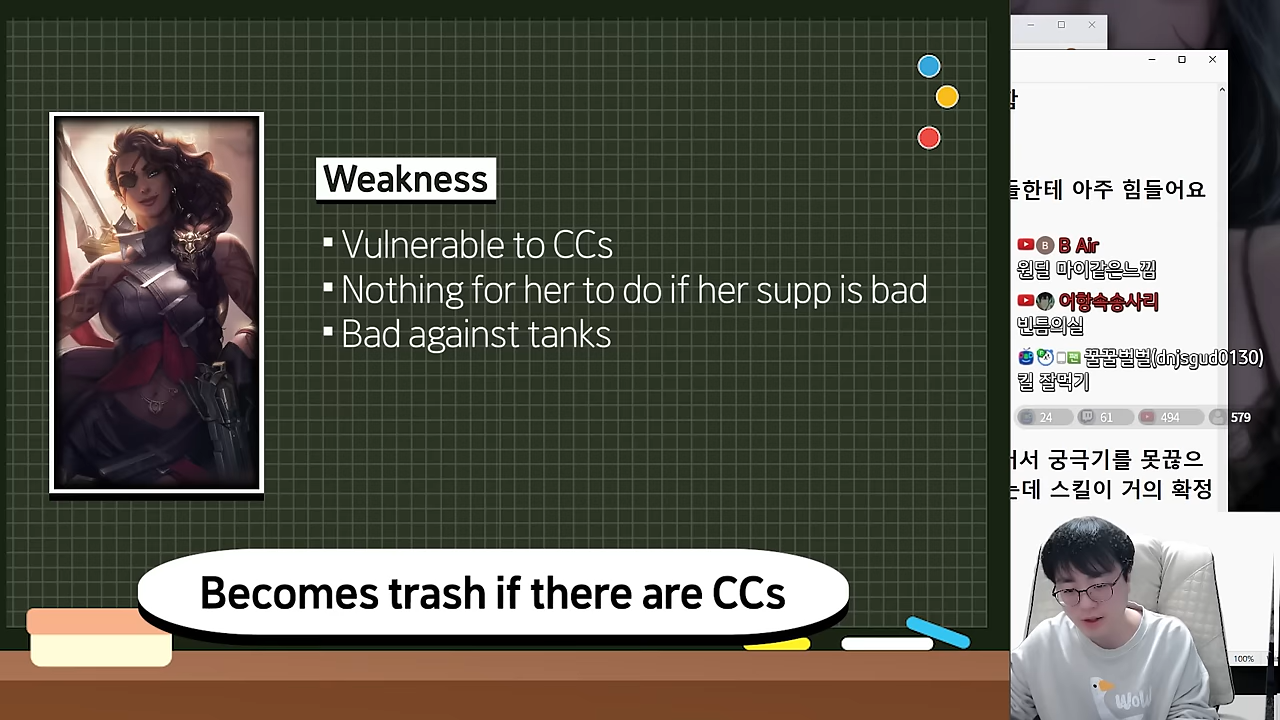 Weakness
▪ Vulnerable to CCs
▪ Nothing for her to do if her supp is bad
▪ Bad against tanks
Becomes trash if there are CCs
들한테 아주 힘들어요
B B Air
원딜 마이같은느낌
어항속송사리
빈틈의실
꿀꿀벌벌(dnjsgud0130)
킬 잘먹기
24 61 494 579
서 궁극기를 못끊으
데 스킬이 거의 확정
100%
WOW